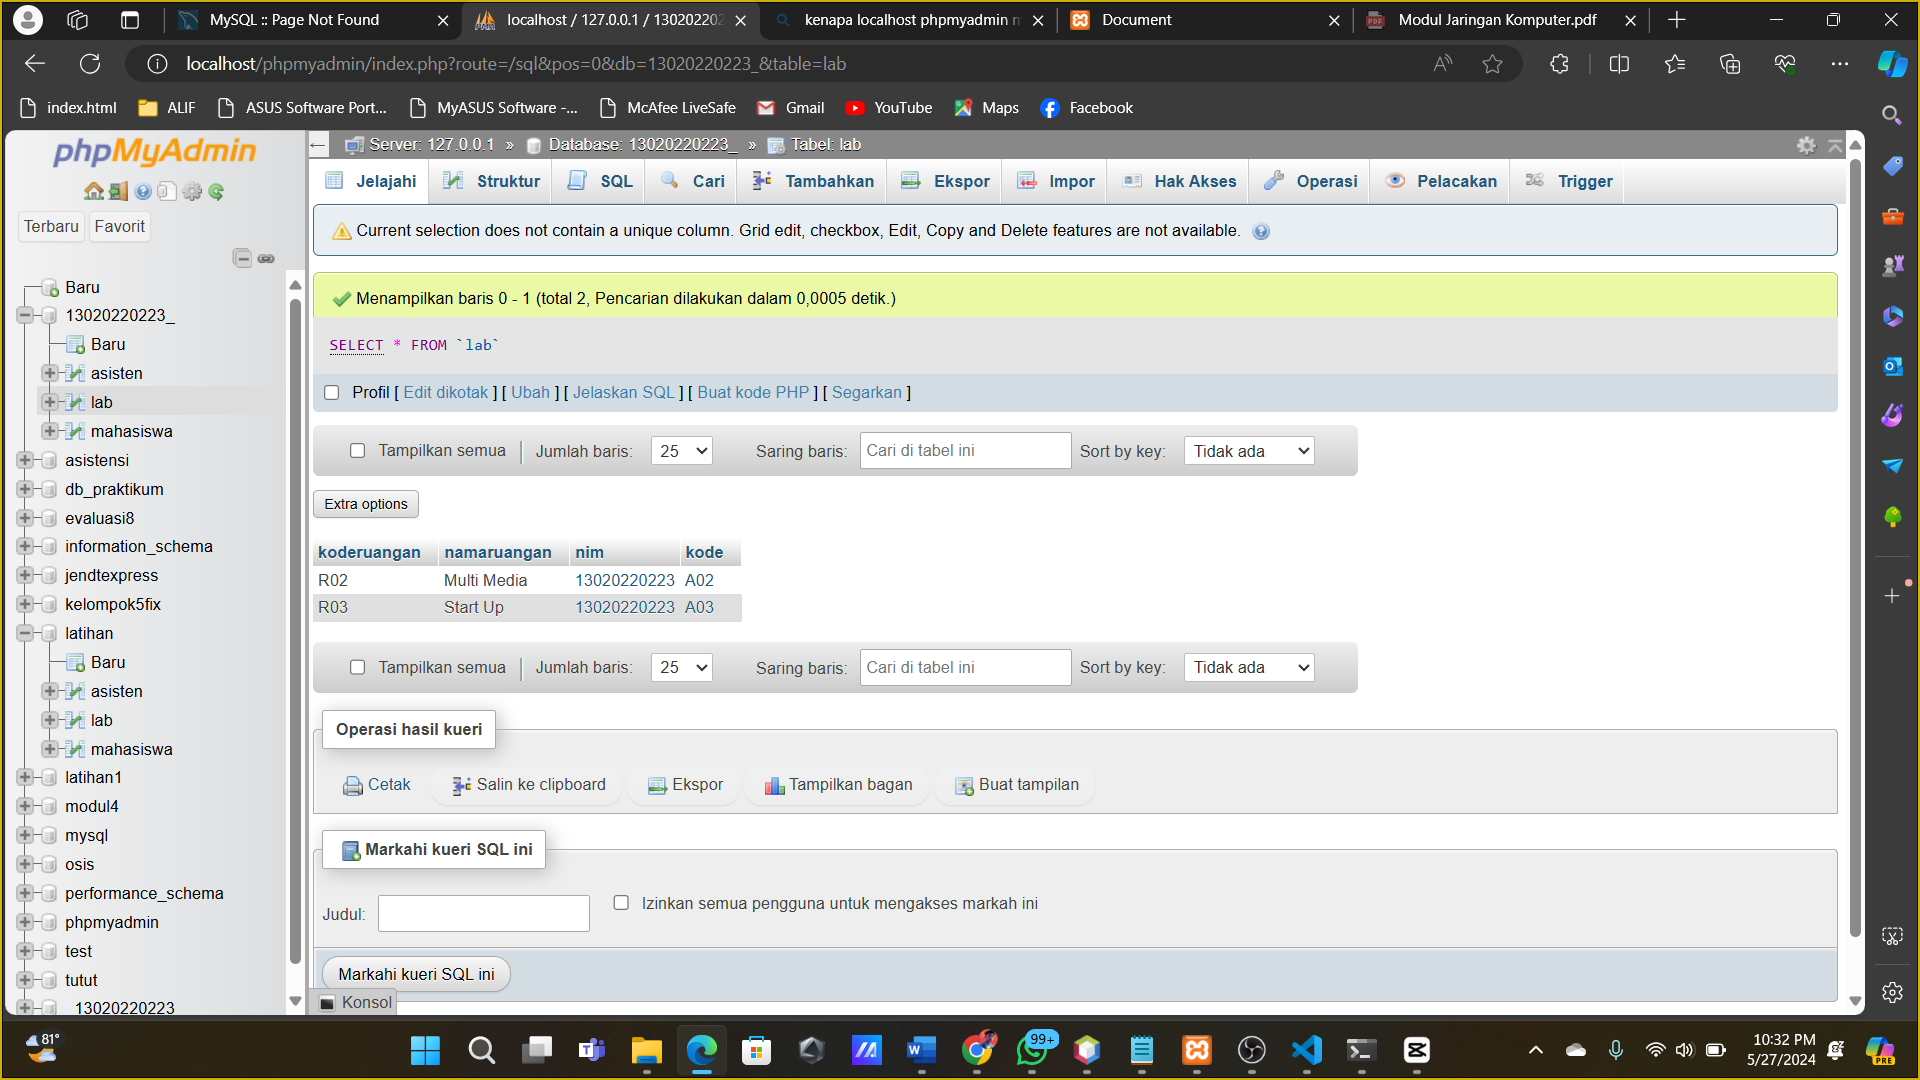 MySQL :: Page Not Found
localhost / 127.0.0.1 / 13020220
kenapa localhost phpmyadmin
Document
Modul Jaringan Komputer.pdf
localhost/phpmyadmin/index.php?route=/sql&pos=0&db=13020220223_&table=lab
index.html
ALIF
ASUS Software Port...
MyASUS Software -...
McAfee LiveSafe
Gmail
YouTube
Maps
Facebook
phpMyAdmin
Terbaru
Favorit
Baru
13020220223_
Baru
asisten
lab
mahasiswa
asistensi
db_praktikum
evaluasi8
information_schema
jendtexpress
kelompok5fix
latihan
Baru
asisten
lab
mahasiswa
latihan1
modul4
mysql
osis
performance_schema
phpmyadmin
test
tutut
_13020220223
Server: 127.0.0.1 » Database: 13020220223_ » Tabel: lab
Jelajahi
Struktur
SQL
Cari
Tambahkan
Ekspor
Impor
Hak Akses
Operasi
Pelacakan
Trigger
Current selection does not contain a unique column. Grid edit, checkbox, Edit, Copy and Delete features are not available.
Menampilkan baris 0 - 1 (total 2, Pencarian dilakukan dalam 0,0005 detik.)
SELECT * FROM `lab`
Profil [ Edit dikotak ] [ Ubah ] [ Jelaskan SQL ] [ Buat kode PHP ] [ Segarkan ]
Tampilkan semua
Jumlah baris: 25
Saring baris: Cari di tabel ini
Sort by key: Tidak ada
Extra options
koderuangan namaruangan nim kode
R02 Multi Media 13020220223 A02
R03 Start Up 13020220223 A03
Tampilkan semua
Jumlah baris: 25
Saring baris: Cari di tabel ini
Sort by key: Tidak ada
Operasi hasil kueri
Cetak
Salin ke clipboard
Ekspor
Tampilkan bagan
Buat tampilan
Markahi kueri SQL ini
Judul:
Izinkan semua pengguna untuk mengakses markah ini
Markahi kueri SQL ini
Konsol
81°
99+
10:32 PM
5/27/2024
PRE